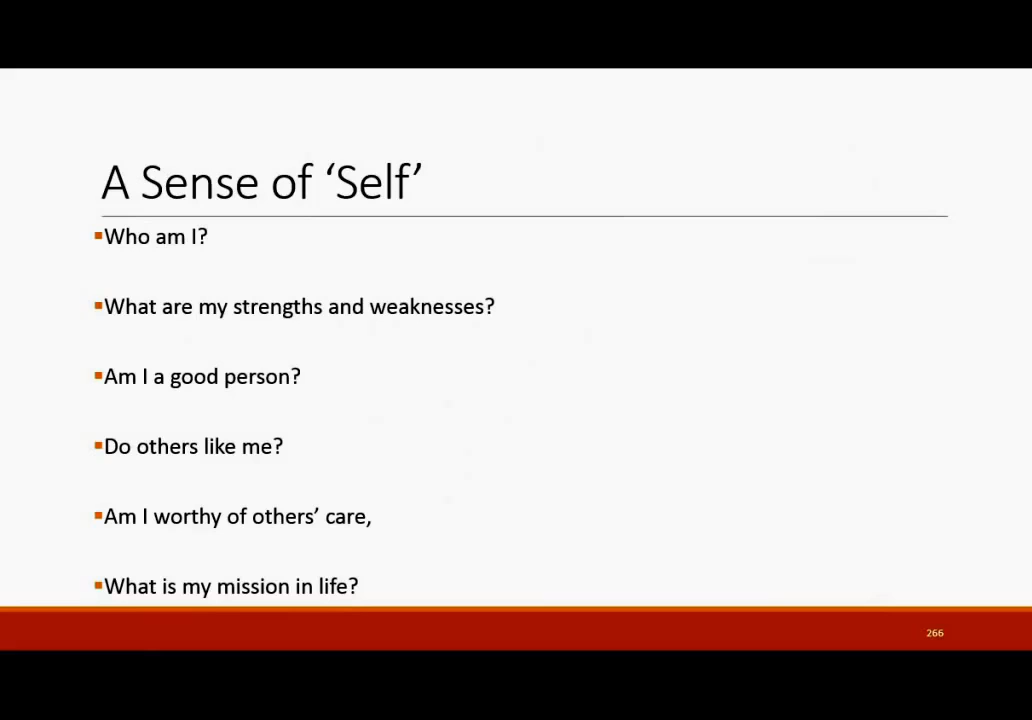 A Sense of ‘Self’
▪Who am I?
▪What are my strengths and weaknesses?
▪Am I a good person?
▪Do others like me?
▪Am I worthy of others’ care,
▪What is my mission in life?
266